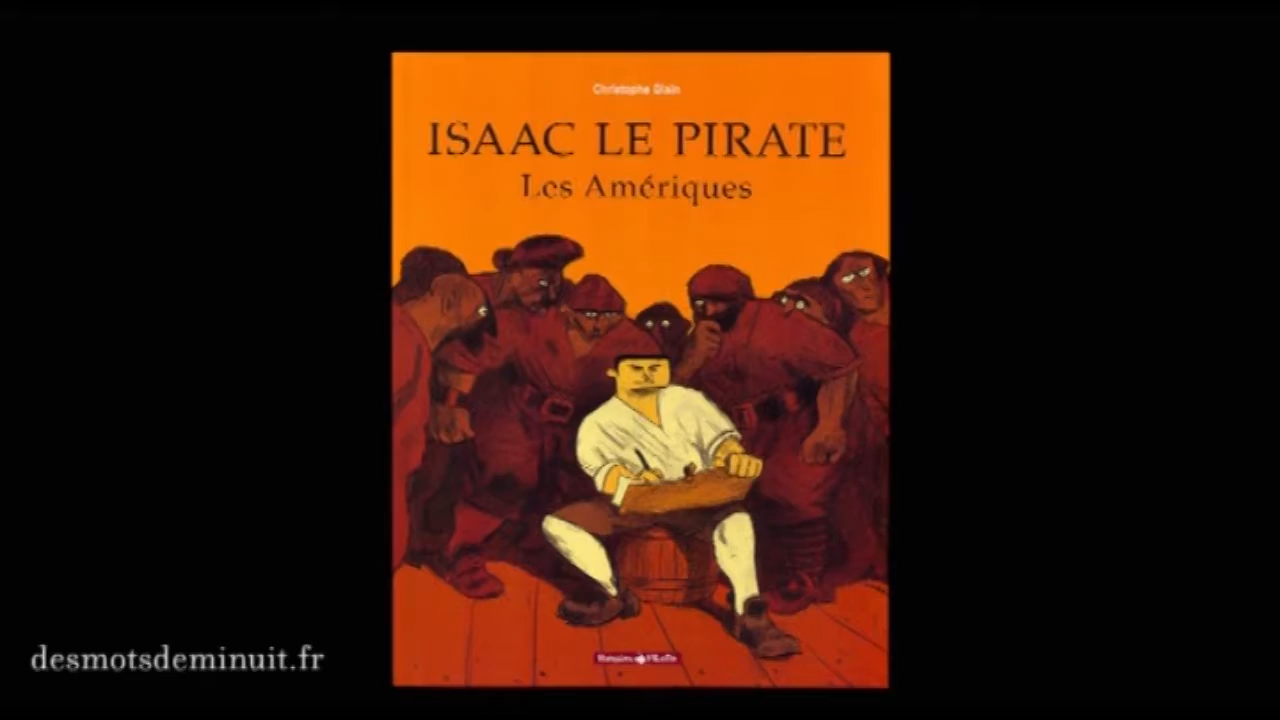 Christophe Blain
ISAAC LE PIRATE
Les Amériques
desmotsdeminuit.fr